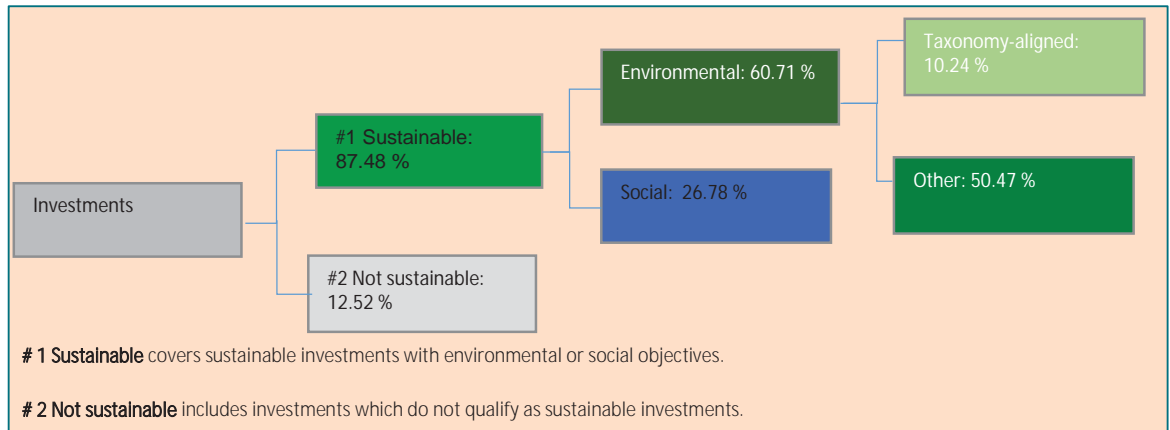 Investments
#1 Sustainable:
87.48 %
#2 Not sustainable:
12.52 %
Environmental: 60.71 %
Social:  26.78 %
Taxonomy-aligned:
10.24 %
Other: 50.47 %
# 1 Sustainable covers sustainable investments with environmental or social objectives.
# 2 Not sustainable includes investments which do not qualify as sustainable investments.